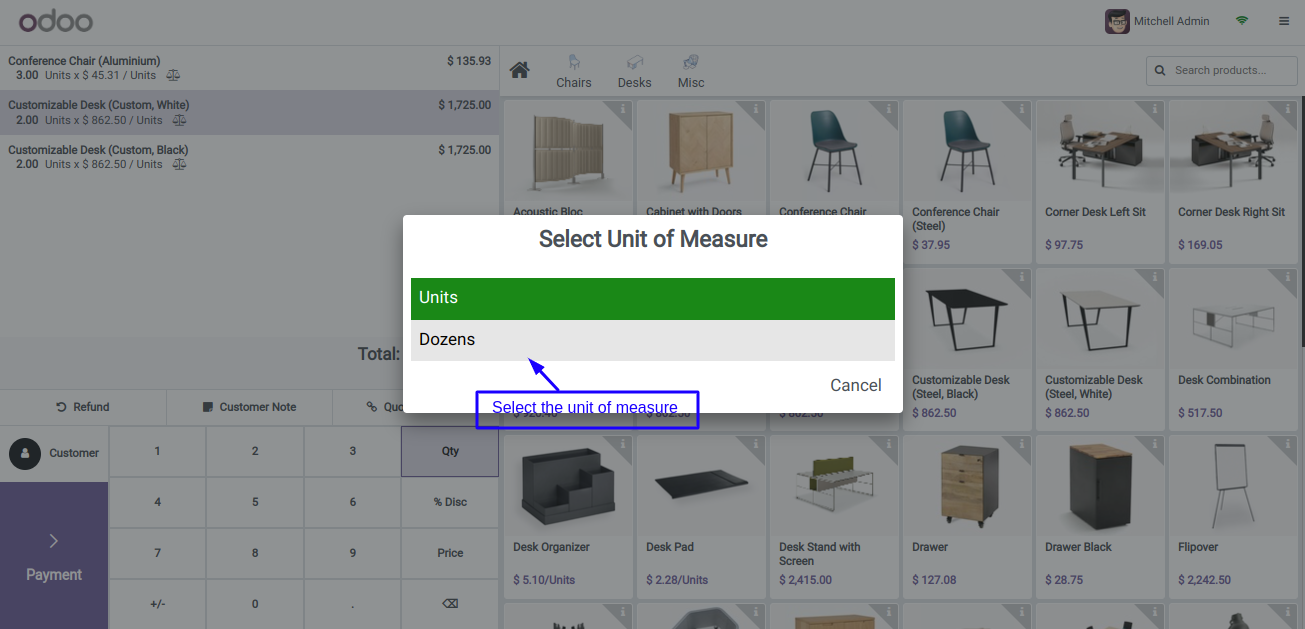 odoo
Mitchell Admin
Conference Chair (Aluminium) $ 135.93
3.00 Units x $ 45.31 / Units
Customizable Desk (Custom, White) $ 1,725.00
2.00 Units x $ 862.50 / Units
Customizable Desk (Custom, Black) $ 1,725.00
2.00 Units x $ 862.50 / Units
Total:
Refund Customer Note
Customer
1 2 3 Qty
4 5 6 % Disc
7 8 9 Price
+/- 0 .
Payment
Chairs Desks Misc
Search products...
Acoustic Bloc Cabinet with Doors Conference Chair Conference Chair Corner Desk Left Sit Corner Desk Right Sit
(Steel)
$ 37.95 $ 97.75 $ 169.05
Select Unit of Measure
Units
Dozens
Cancel
Select the unit of measure
Customizable Desk Customizable Desk Desk Combination
(Steel, Black) (Steel, White)
$ 862.50 $ 862.50 $ 517.50
Desk Organizer Desk Pad Desk Stand with Drawer Drawer Black Flipover
Screen
$ 5.10/Units $ 2.28/Units $ 2,415.00 $ 127.08 $ 28.75 $ 2,242.50